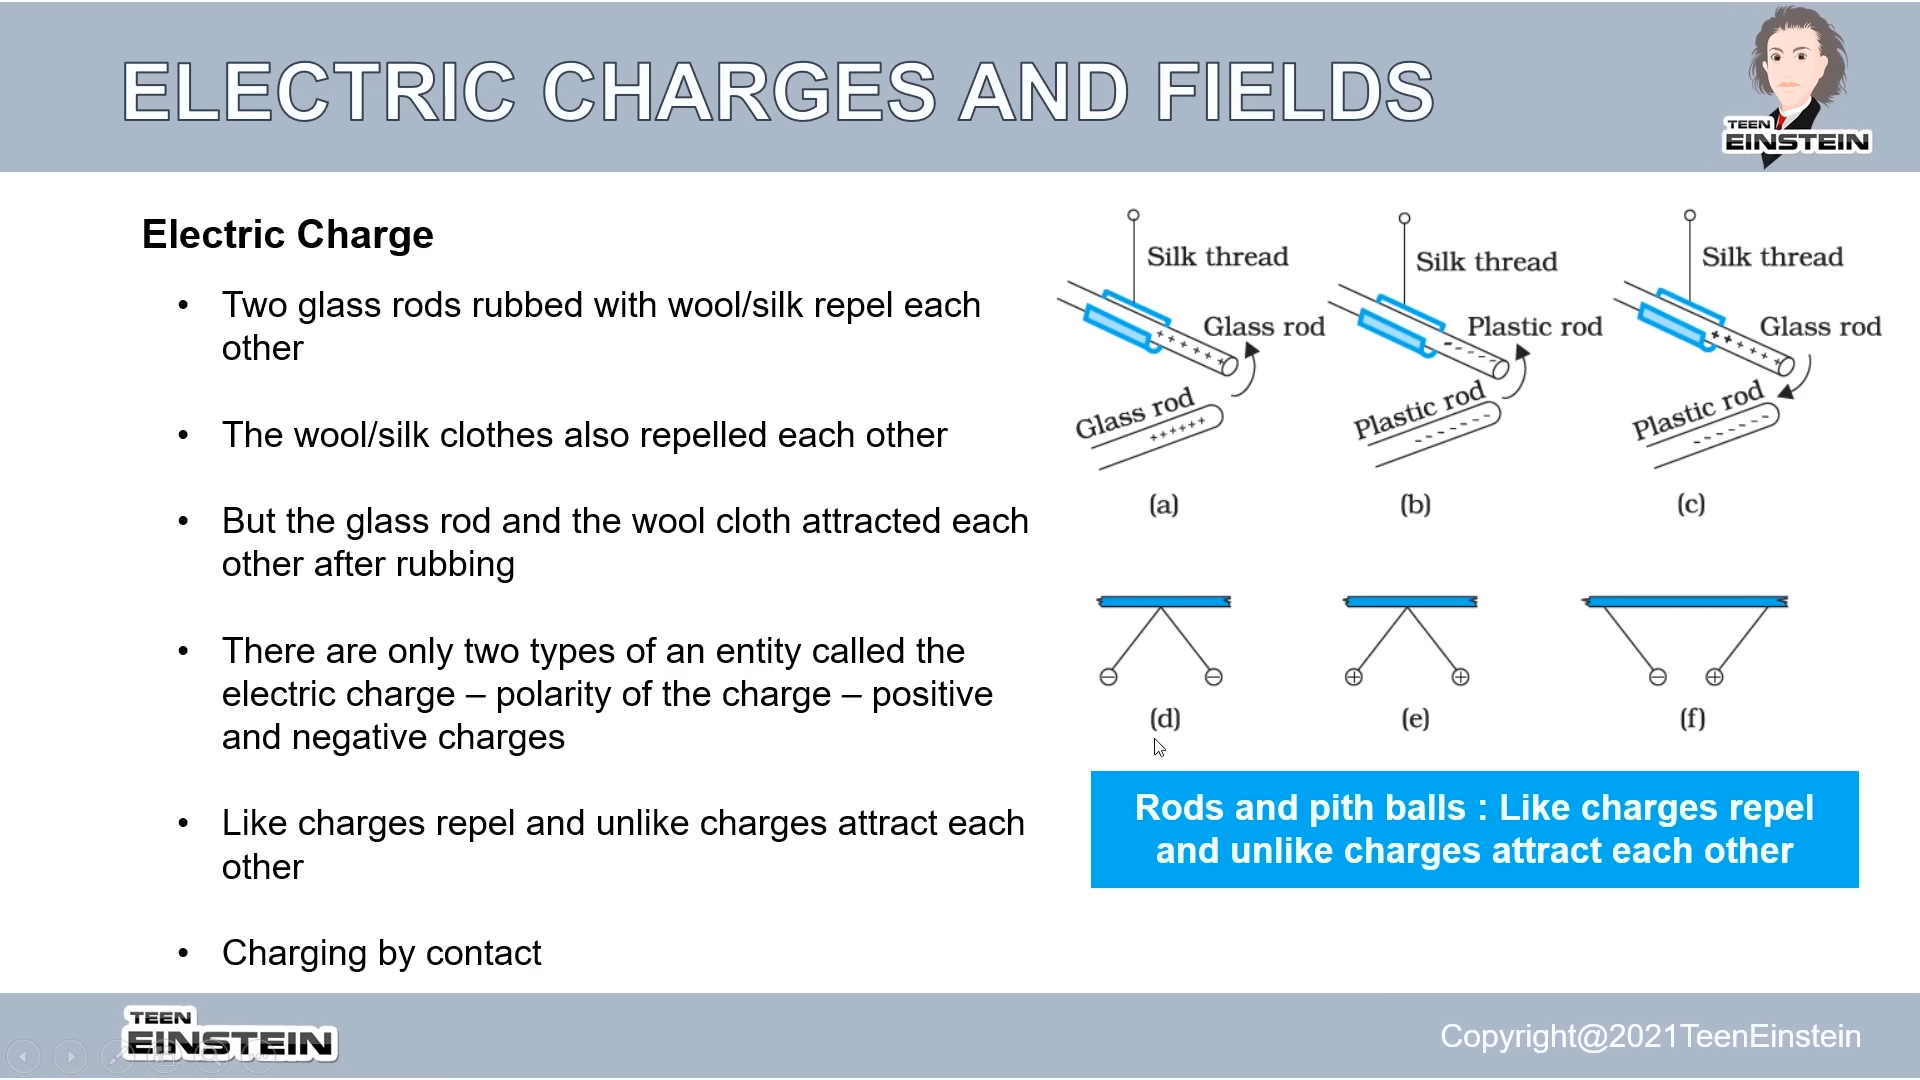 ELECTRIC CHARGES AND FIELDS
TEEN
EINSTEIN
Electric Charge
• Two glass rods rubbed with wool/silk repel each
other
• The wool/silk clothes also repelled each other
• But the glass rod and the wool cloth attracted each
other after rubbing
• There are only two types of an entity called the
electric charge – polarity of the charge – positive
and negative charges
• Like charges repel and unlike charges attract each
other
• Charging by contact
Silk thread
Glass rod
Glass rod
(a)
Silk thread
Plastic rod
Plastic rod
(b)
Silk thread
Glass rod
Plastic rod
(c)
(d)
(e)
(f)
Rods and pith balls : Like charges repel
and unlike charges attract each other
TEEN
EINSTEIN
Copyright@2021TeenEinstein